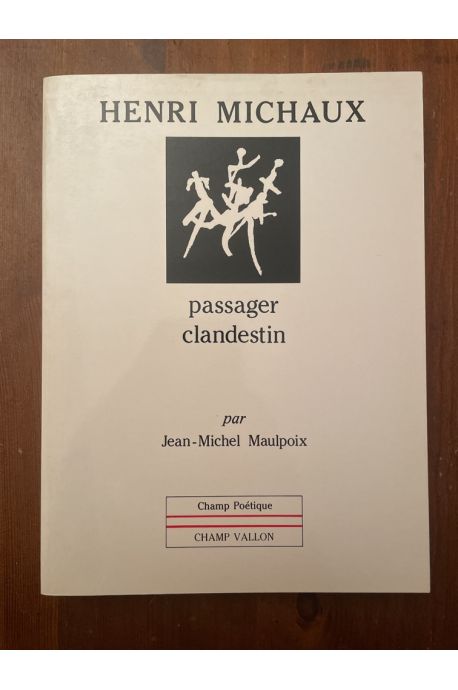 HENRI MICHAUX
passager
clandestin
par
Jean-Michel Maulpoix
Champ Poétique
CHAMP VALLON